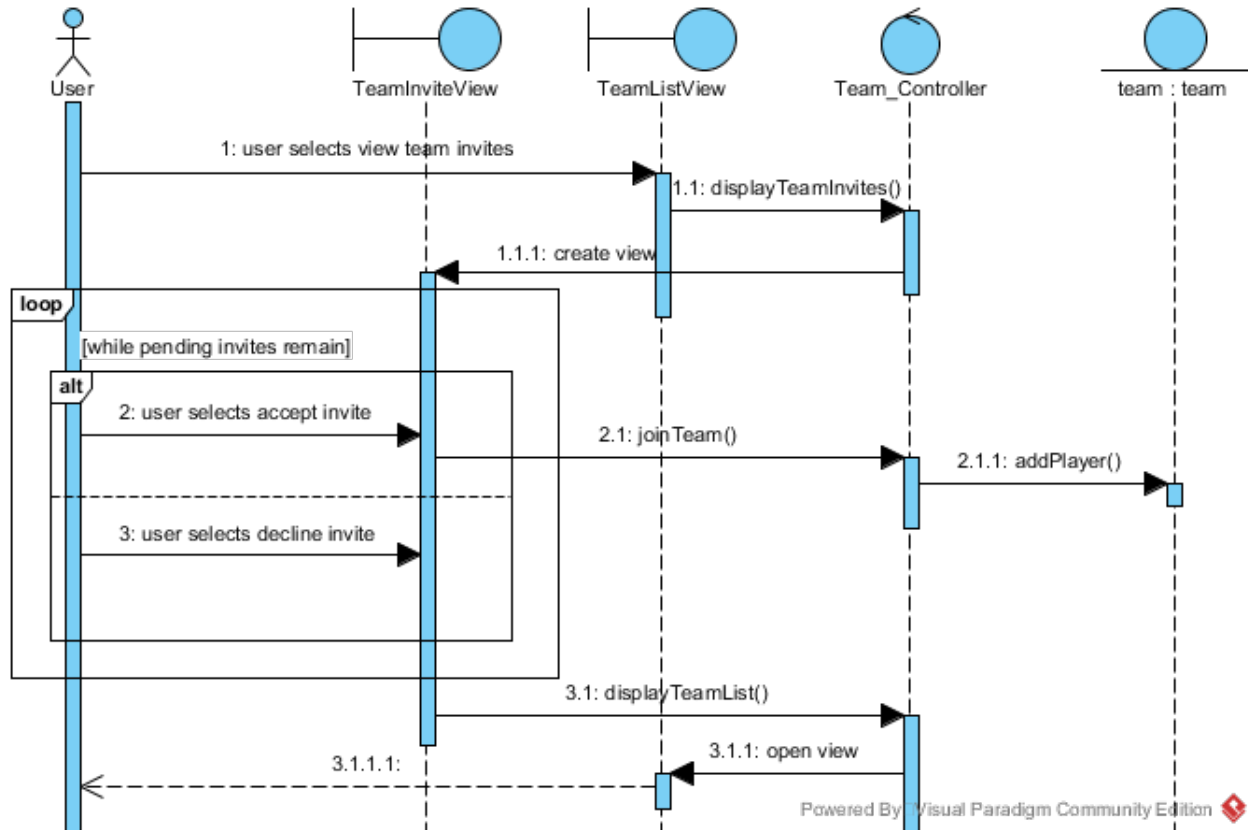 User
TeamInviteView
TeamListView
Team_Controller
team : team
1: user selects view team invites
1.1: displayTeamInvites()
1.1.1: create view
loop
[while pending invites remain]
alt
2: user selects accept invite
2.1: joinTeam()
2.1.1: addPlayer()
3: user selects decline invite
3.1: displayTeamList()
3.1.1: open view
3.1.1.1:
Powered By Visual Paradigm Community Edition